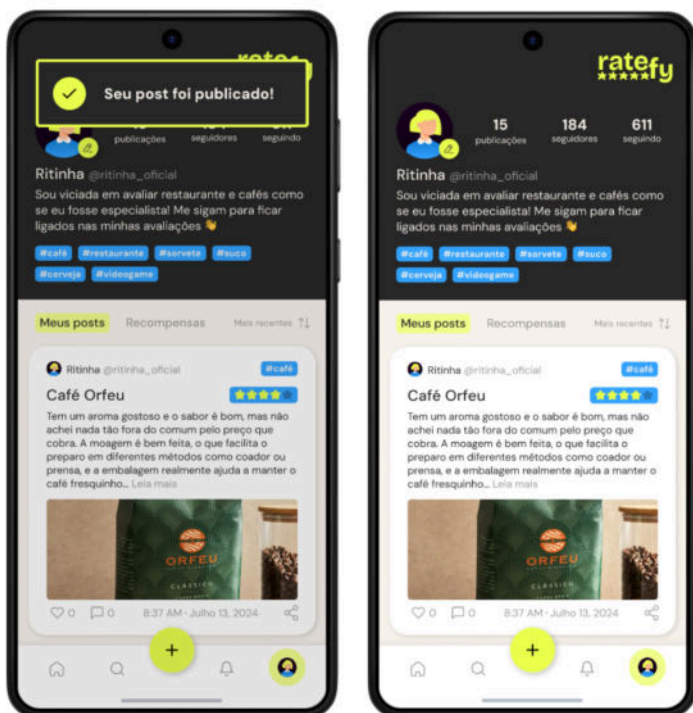 Seu post foi publicado!
publicações seguidores seguindo
Ritinha @ritinha_oficial
Sou viciada em avaliar restaurante e cafés como
se eu fosse especialista! Me sigam para ficar
ligados nas minhas avaliações 👋
#café #restaurante #sorvete #suco
#cerveja #videogame
Meus posts Recompensas Mais recentes
Ritinha @ritinha_oficial #café
Café Orfeu
Tem um aroma gostoso e o sabor é bom, mas não
achei nada tão fora do comum pelo preço que
cobra. A moagem é bem feita, o que facilita o
preparo em diferentes métodos como coador ou
prensa, e a embalagem realmente ajuda a manter o
café fresquinho... Leia mais
ORFEU
CLÁSSICO
0 0 8:37 AM · Julho 13, 2024
+
ratefy
15 184 611
publicações seguidores seguindo
Ritinha @ritinha_oficial
Sou viciada em avaliar restaurante e cafés como
se eu fosse especialista! Me sigam para ficar
ligados nas minhas avaliações 👋
#café #restaurante #sorvete #suco
#cerveja #videogame
Meus posts Recompensas Mais recentes
Ritinha @ritinha_oficial #café
Café Orfeu
Tem um aroma gostoso e o sabor é bom, mas não
achei nada tão fora do comum pelo preço que
cobra. A moagem é bem feita, o que facilita o
preparo em diferentes métodos como coador ou
prensa, e a embalagem realmente ajuda a manter o
café fresquinho... Leia mais
ORFEU
CLÁSSICO
0 0 8:37 AM · Julho 13, 2024
+